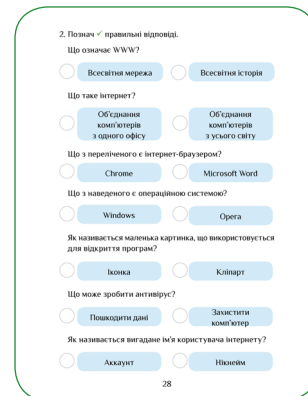 2. Познач ✓ правильні відповіді.
Що означає WWW?
Всесвітня мережа
Всесвітня історія
Що таке інтернет?
Об'єднання
комп'ютерів
з одного офісу
Об'єднання
комп'ютерів
з усього світу
Що з переліченого є інтернет-браузером?
Chrome
Microsoft Word
Що з наведеного є операційною системою?
Windows
Opera
Як називається маленька картинка, що використовується
для відкриття програм?
Іконка
Кліпарт
Що може зробити антивірус?
Пошкодити дані
Захистити
комп'ютер
Як називається вигадане ім'я користувача інтернету?
Аккаунт
Нікнейм
28